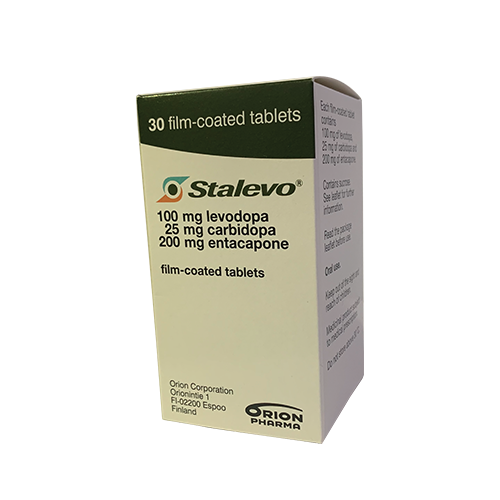 30 film-coated tablets
Stalevo®
100 mg levodopa
25 mg carbidopa
200 mg entacapone
film-coated tablets
Orion Corporation
Orionintie 1
FI-02200 Espoo
Finland
ORION
PHARMA
Each film-coated tablet
contains
100 mg of levodopa,
25 mg of carbidopa and
200 mg of entacapone.
Contains sucrose.
See leaflet for further
information.
Read the package
leaflet before use.
Oral use.
Keep out of the sight and
reach of children.
Medicinal product subject
to medical prescription.
Do not store above 30°C.